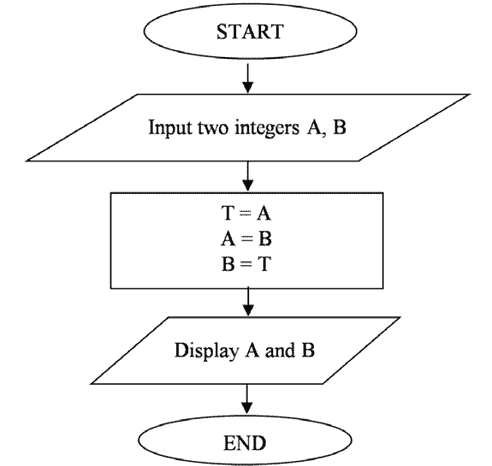 START
Input two integers A, B
T = A
A = B
B = T
Display A and B
END